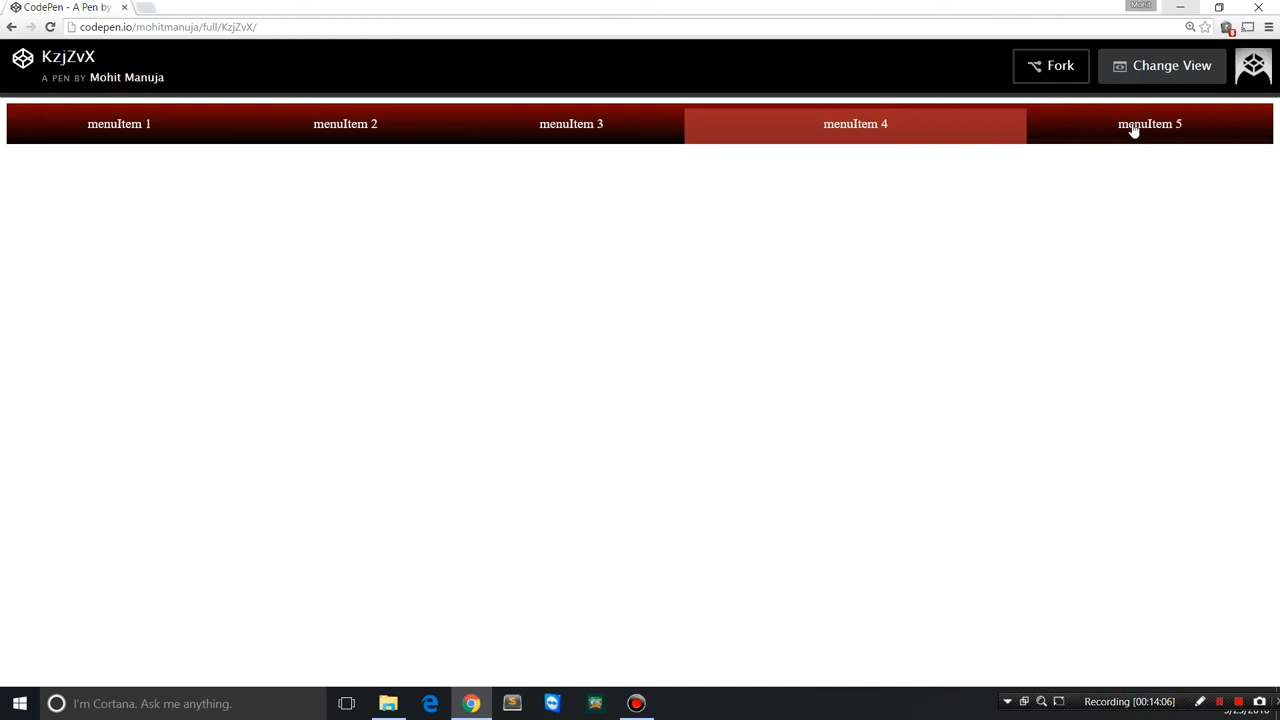 CodePen - A Pen by
Mohit
codepen.io/mohitmanuja/full/KzjZvX/
KzjZvX
A PEN BY Mohit Manuja
Fork
Change View
menuItem 1
menuItem 2
menuItem 3
menuItem 4
menuItem 5
I'm Cortana. Ask me anything.
Recording [00:14:06]